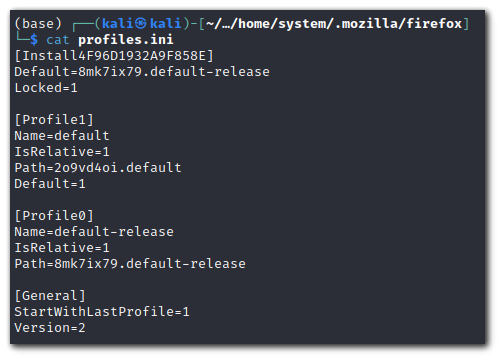 (base) ┌──(kali㉿kali)-[~/…/home/system/.mozilla/firefox]
└─$ cat profiles.ini
[Install4F96D1932A9F858E]
Default=8mk7ix79.default-release
Locked=1

[Profile1]
Name=default
IsRelative=1
Path=2o9vd4oi.default
Default=1

[Profile0]
Name=default-release
IsRelative=1
Path=8mk7ix79.default-release

[General]
StartWithLastProfile=1
Version=2